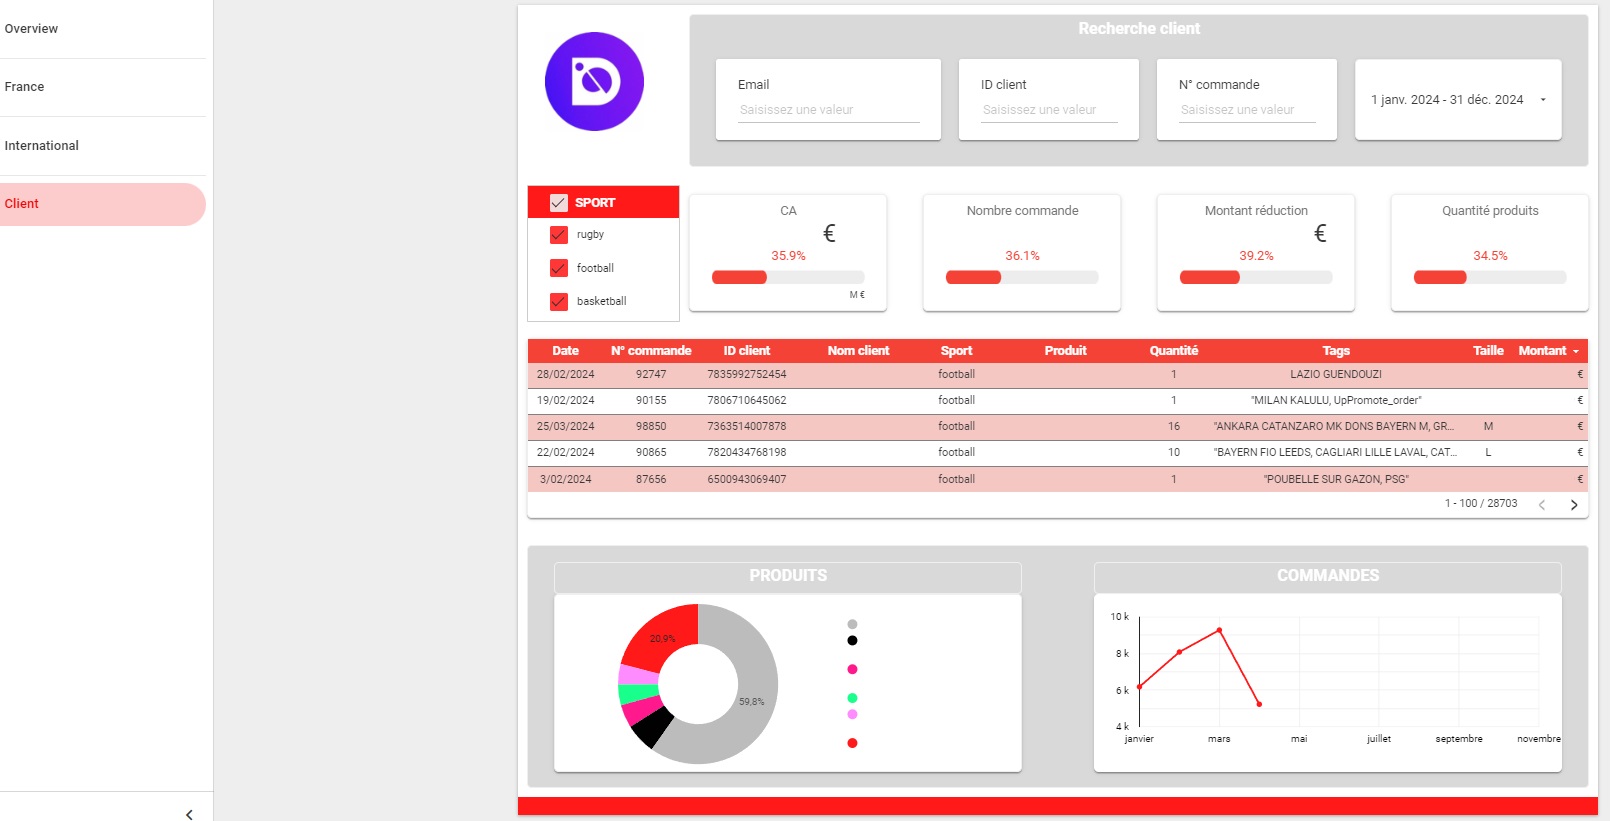 Overview
France
International
Client
Recherche client
Email
Saisissez une valeur
ID client
Saisissez une valeur
N° commande
Saisissez une valeur
1 janv. 2024 - 31 déc. 2024
SPORT
rugby
football
basketball
CA
€
35.9%
M €
Nombre commande
36.1%
Montant réduction
€
39.2%
Quantité produits
34.5%
Date N° commande ID client Nom client Sport Produit Quantité Tags Taille Montant
28/02/2024 92747 7835992752454 football 1 LAZIO GUENDOUZI €
19/02/2024 90155 7806710645062 football 1 "MILAN KALULU, UpPromote_order" €
25/03/2024 98850 7363514007878 football 16 "ANKARA CATANZARO MK DONS BAYERN M, GR... M €
22/02/2024 90865 7820434768198 football 10 "BAYERN FIO LEEDS, CAGLIARI LILLE LAVAL, CAT... L €
3/02/2024 87656 6500943069407 football 1 "POUBELLE SUR GAZON, PSG" €
1 - 100 / 28703
PRODUITS
20,9%
59,8%
COMMANDES
10 k
8 k
6 k
4 k
janvier mars mai juillet septembre novembre